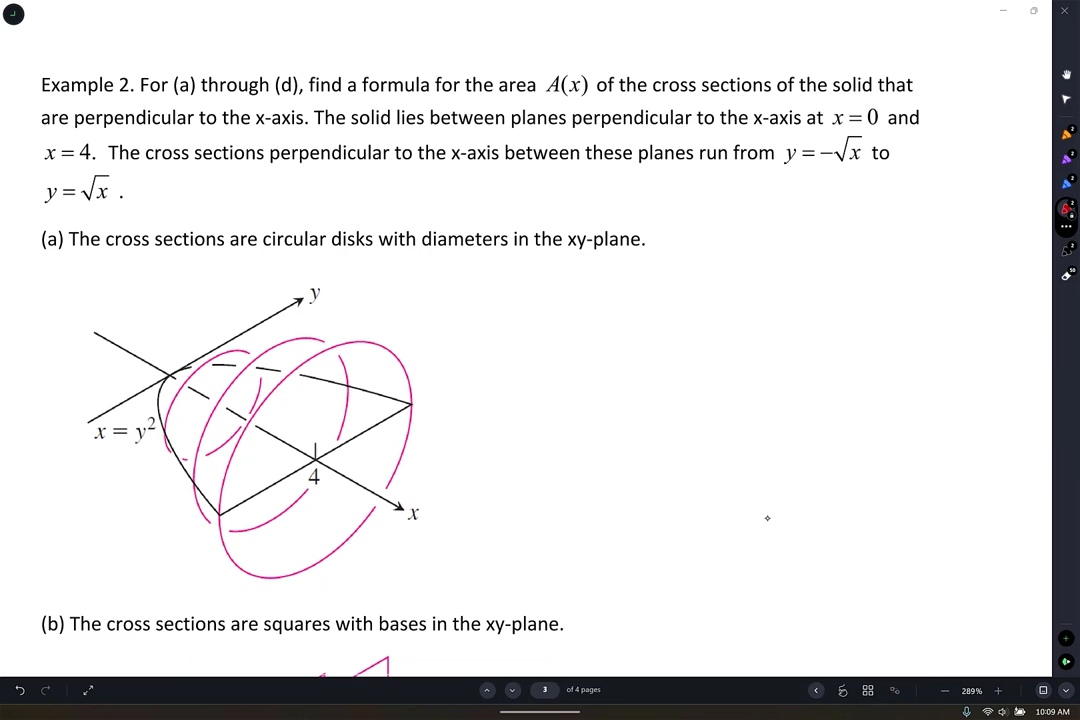 Example 2. For (a) through (d), find a formula for the area A(x) of the cross sections of the solid that
are perpendicular to the x-axis. The solid lies between planes perpendicular to the x-axis at x = 0 and
x = 4. The cross sections perpendicular to the x-axis between these planes run from y = −√x to
y = √x .
(a) The cross sections are circular disks with diameters in the xy-plane.
y
x = y²
4
x
(b) The cross sections are squares with bases in the xy-plane.
3 of 4 pages
289%
10:09 AM